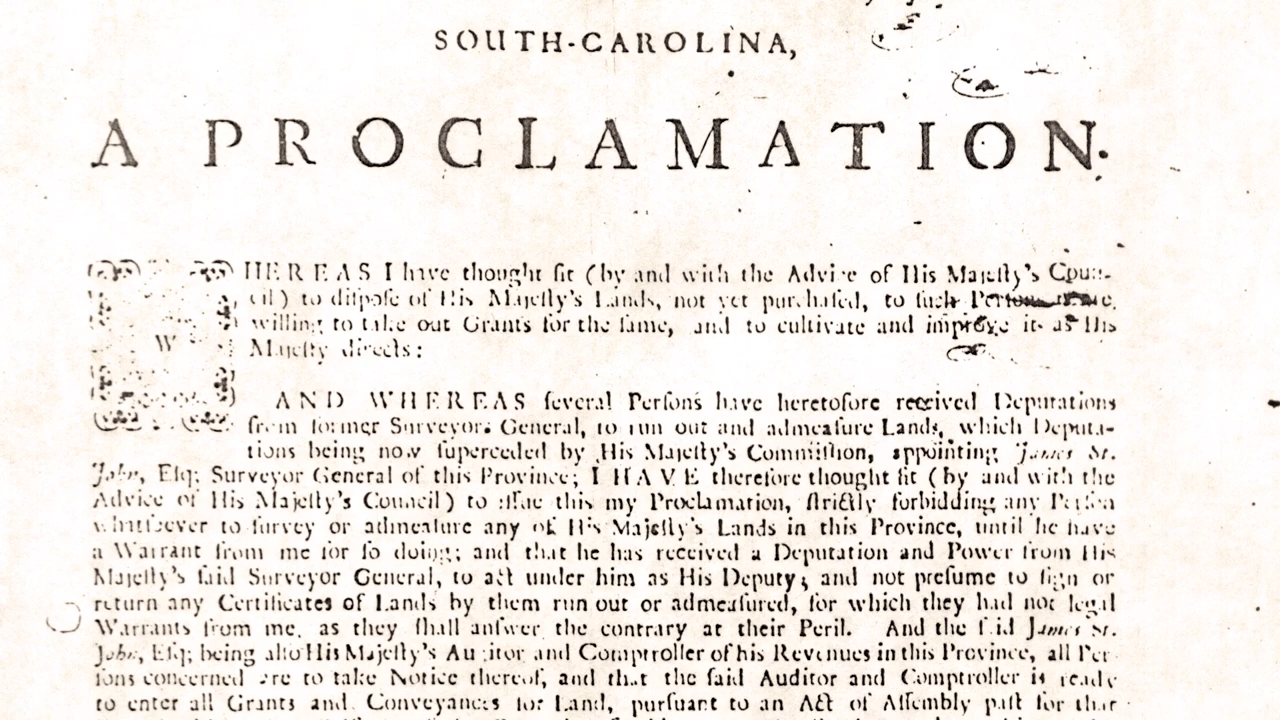 SOUTH-CAROLINA,
A PROCLAMATION.
WHEREAS I have thought fit (by and with the Advice of His Majeſty's Coun-
cil) to diſpoſe of His Majeſty's Lands, not yet purchaſed, to ſuch Perſons
willing to take out Grants for the ſame, and to cultivate and improve it as His
Majeſty directs:
AND WHEREAS ſeveral Perſons have heretofore received Deputations
from former Surveyors General, to run out and admeaſure Lands, which Deputa-
tions being now ſuperceded by His Majeſty's Commiſſion, appointing James St.
John, Eſq; Surveyor General of this Province; I HAVE therefore thought fit (by and with the
Advice of His Majeſty's Council) to iſſue this my Proclamation, ſtrictly forbidding any Perſon
whatſoever to ſurvey or admeaſure any of His Majeſty's Lands in this Province, until he have
a Warrant from me for ſo doing; and that he has received a Deputation and Power from His
Majeſty's ſaid Surveyor General, to act under him as His Deputy; and not preſume to ſign or
return any Certificates of Lands by them run out or admeaſured, for which they had not legal
Warrants from me, as they ſhall anſwer the contrary at their Peril. And the ſaid James St.
John, Eſq; being alſo His Majeſty's Auditor and Comptroller of his Revenues in this Province, all Per-
ſons concerned are to take Notice thereof, and that the ſaid Auditor and Comptroller is ready
to enter all Grants and Conveyances for Land, purſuant to an Act of Aſſembly paſt for that